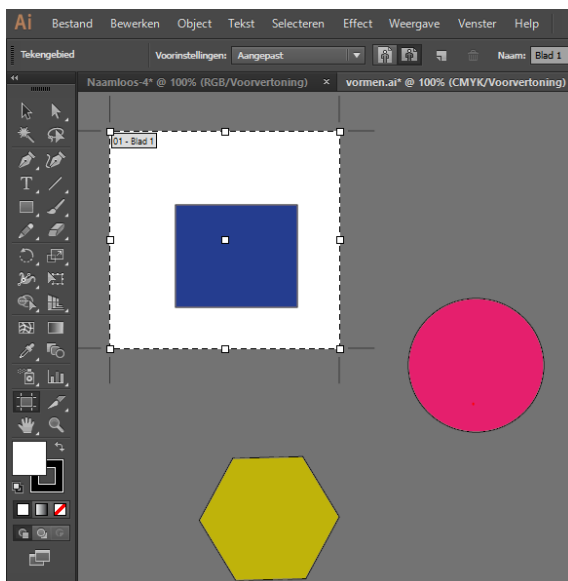 Ai Bestand Bewerken Object Tekst Selecteren Effect Weergave Venster Help
Tekengebied Voorinstellingen: Aangepast Naam: Blad 1
Naamloos-4* @ 100% (RGB/Voorvertoning) × vormen.ai* @ 100% (CMYK/Voorvertoning)
01 - Blad 1